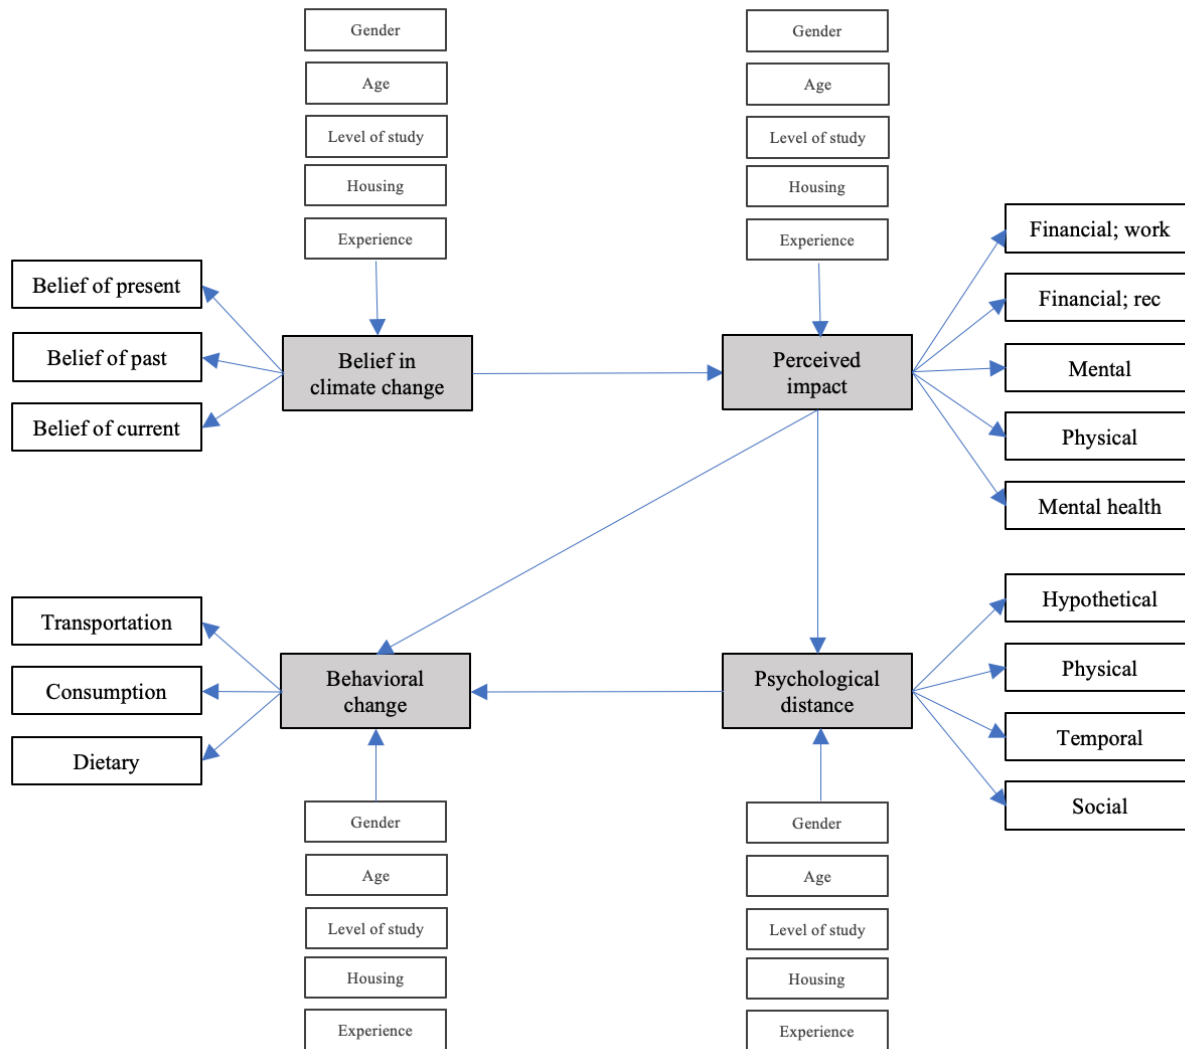 Gender
Age
Level of study
Housing
Experience
Gender
Age
Level of study
Housing
Experience
Belief of present
Belief of past
Belief of current
Belief in
climate change
Perceived
impact
Financial; work
Financial; rec
Mental
Physical
Mental health
Transportation
Consumption
Dietary
Behavioral
change
Psychological
distance
Hypothetical
Physical
Temporal
Social
Gender
Age
Level of study
Housing
Experience
Gender
Age
Level of study
Housing
Experience